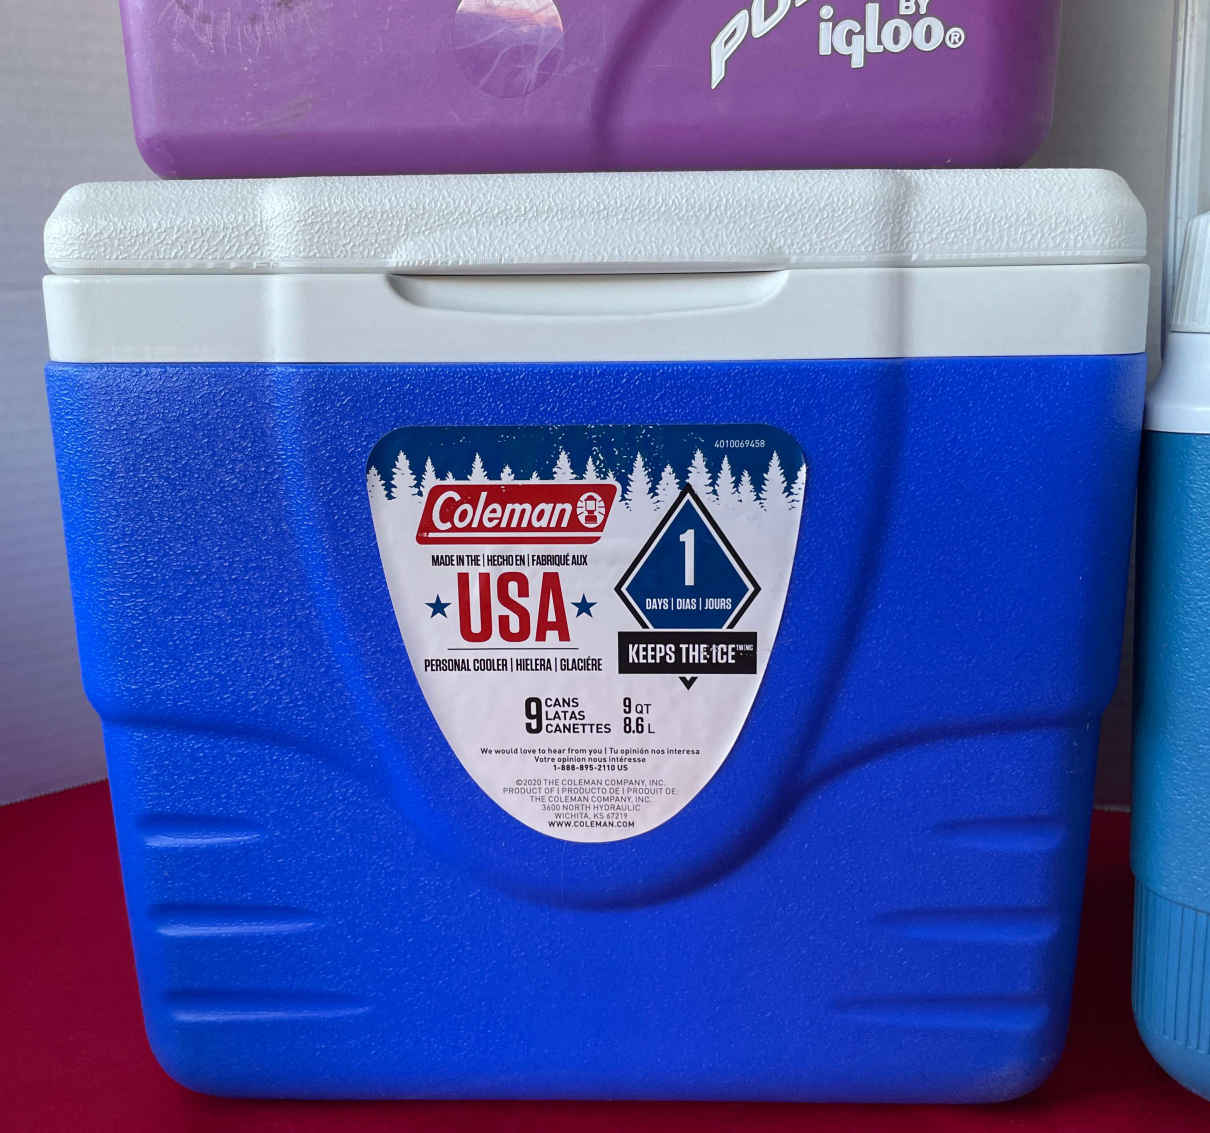 BY
igloo®
4010069458
Coleman
MADE IN THE | HECHO EN | FABRIQUÉ AUX
USA
PERSONAL COOLER | HIELERA | GLACIÉRE
1
DAYS | DIAS | JOURS
KEEPS THE ICE™/MC
9 CANS
LATAS
CANETTES
9 QT
8.6 L
We would love to hear from you | Tu opinión nos interesa
Votre opinion nous intéresse
1-888-895-2110 US
©2020 THE COLEMAN COMPANY, INC.
PRODUCT OF | PRODUCTO DE | PRODUIT DE
THE COLEMAN COMPANY, INC.
3600 NORTH HYDRAULIC
WICHITA, KS 67219
WWW.COLEMAN.COM